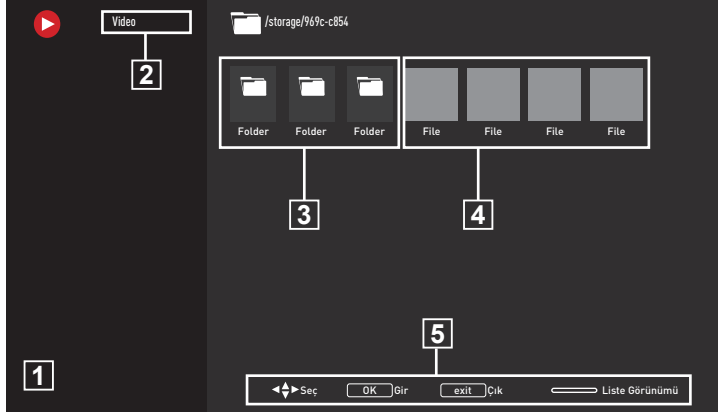 Video
/storage/969c-c854
2
Folder Folder Folder File File File File
3 4
5
1
Seç OK Gir exit Çık Liste Görünümü